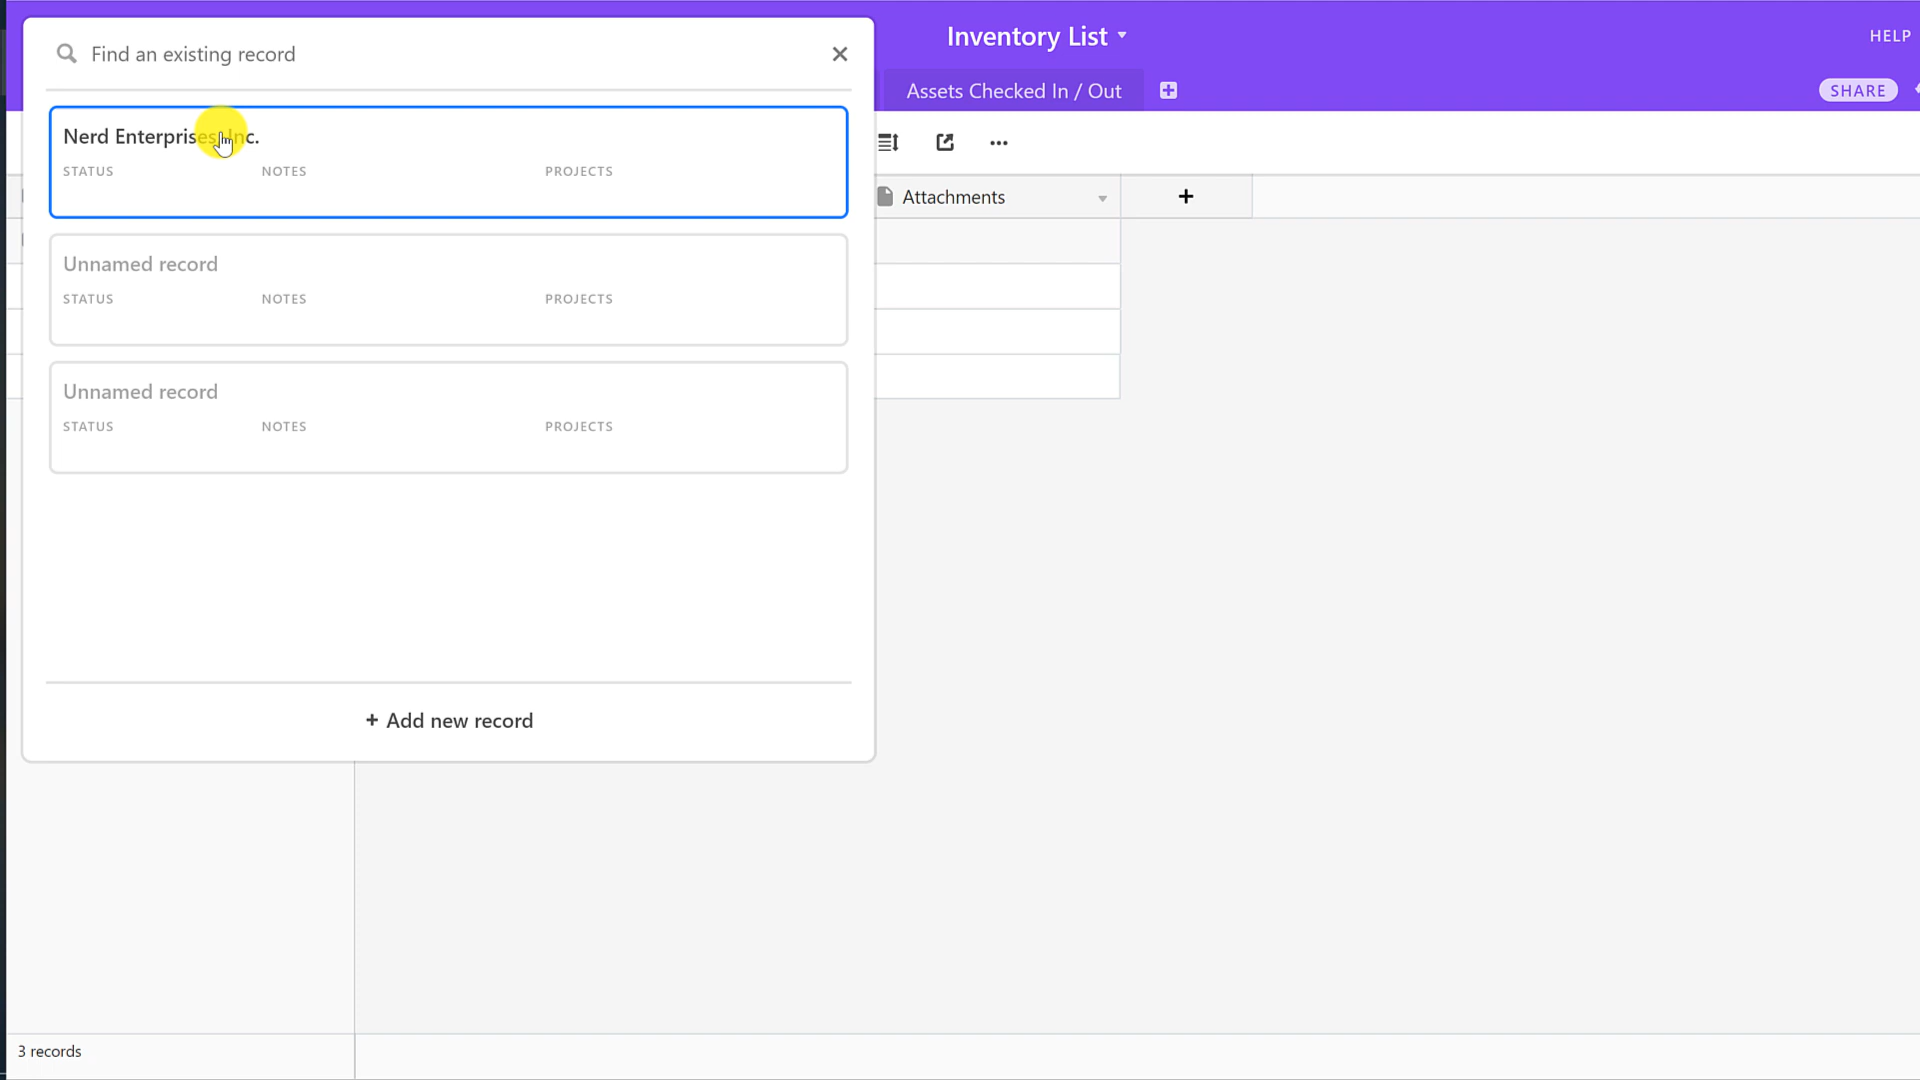 Find an existing record
Inventory List
HELP
Assets Checked In / Out
SHARE
Nerd Enterprises Inc.
STATUS NOTES PROJECTS
Attachments
Unnamed record
STATUS NOTES PROJECTS
Unnamed record
STATUS NOTES PROJECTS
+ Add new record
3 records